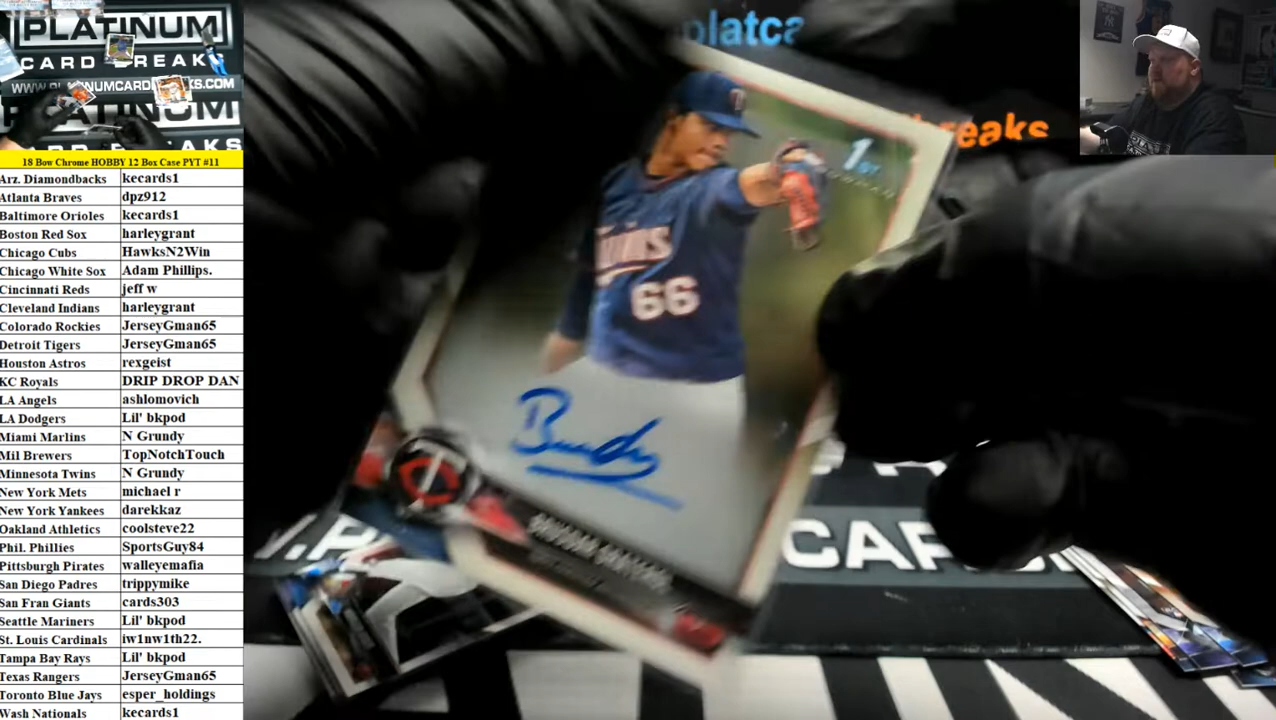 PLATINUM
CARD BREAKS
platca
reaks
18 Bow Chrome HOBBY 12 Box Case PYT #11
Arz. Diamondbacks kecards1
Atlanta Braves dpz912
Baltimore Orioles kecards1
Boston Red Sox harleygrant
Chicago Cubs HawksN2Win
Chicago White Sox Adam Phillips.
Cincinnati Reds jeff w
Cleveland Indians harleygrant
Colorado Rockies JerseyGman65
Detroit Tigers JerseyGman65
Houston Astros rexgeist
KC Royals DRIP DROP DAN
LA Angels ashlomovich
LA Dodgers Lil' bkpod
Miami Marlins N Grundy
Mil Brewers TopNotchTouch
Minnesota Twins N Grundy
New York Mets michael r
New York Yankees darekkaz
Oakland Athletics coolsteve22
Phil. Phillies SportsGuy84
Pittsburgh Pirates walleyemafia
San Diego Padres trippymike
San Fran Giants cards303
Seattle Mariners Lil' bkpod
St. Louis Cardinals iw1nw1th22.
Tampa Bay Rays Lil' bkpod
Texas Rangers JerseyGman65
Toronto Blue Jays esper_holdings
Wash Nationals kecards1
1st
66
CAR